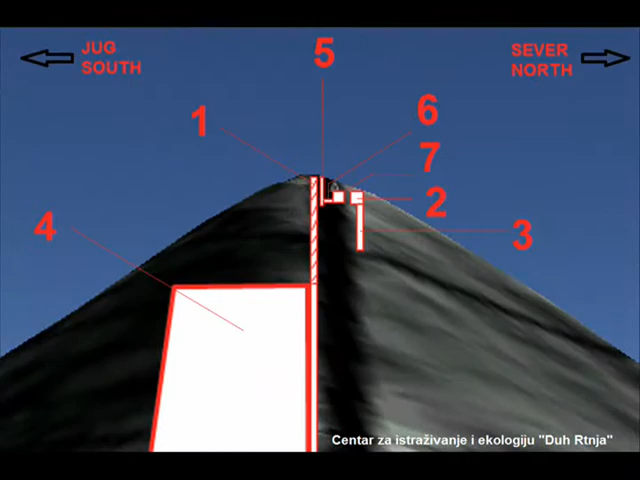 JUG
SOUTH
SEVER
NORTH
5
1
6
7
2
4
3
Centar za istraživanje i ekologiju "Duh Rtnja"